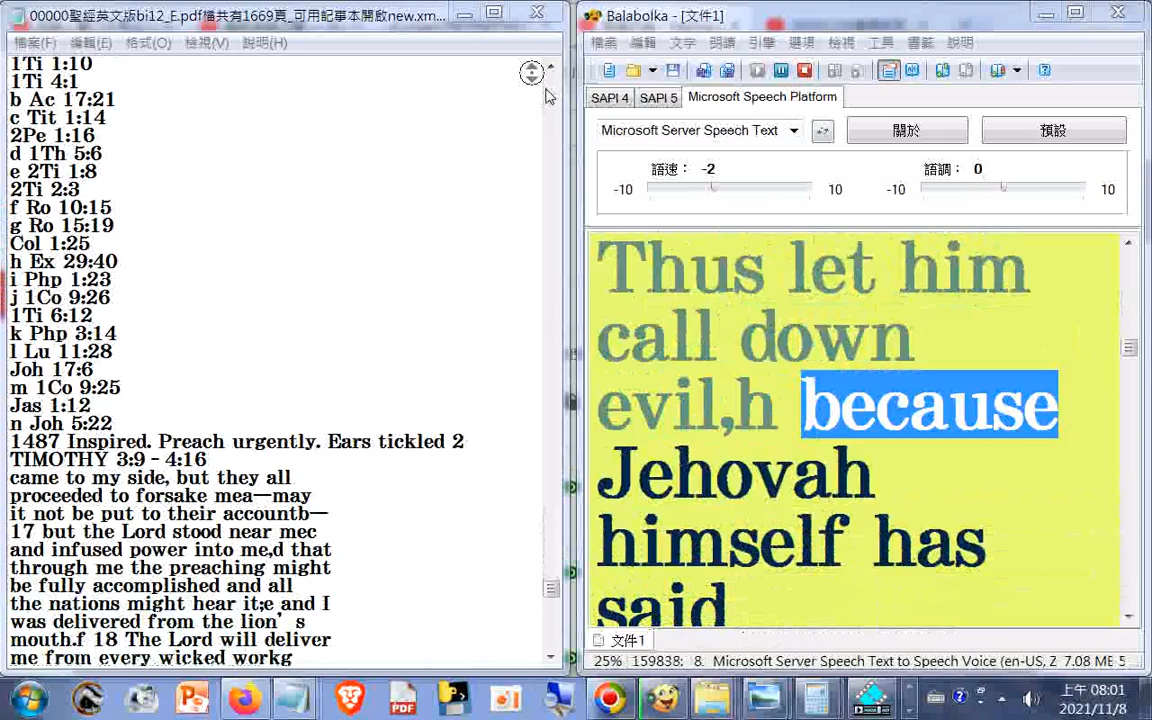 00000聖經英文版bi12_E.pdf檔共有1669頁_可用記事本開啟new.xm...
檔案(F) 編輯(E) 格式(O) 檢視(V) 說明(H)
1Ti 1:10
1Ti 4:1
b Ac 17:21
c Tit 1:14
2Pe 1:16
d 1Th 5:6
e 2Ti 1:8
2Ti 2:3
f Ro 10:15
g Ro 15:19
Col 1:25
h Ex 29:40
i Php 1:23
j 1Co 9:26
1Ti 6:12
k Php 3:14
l Lu 11:28
Joh 17:6
m 1Co 9:25
Jas 1:12
n Joh 5:22
1487 Inspired. Preach urgently. Ears tickled 2
TIMOTHY 3:9 - 4:16
came to my side, but they all
proceeded to forsake mea—may
it not be put to their accountb—
17 but the Lord stood near mec
and infused power into me,d that
through me the preaching might
be fully accomplished and all
the nations might hear it;e and I
was delivered from the lion's
mouth.f 18 The Lord will deliver
me from every wicked workg
Balabolka - [文件1]
檔案 編輯 文字 朗讀 引擎 選項 檢視 工具 書籤 說明
SAPI 4 SAPI 5 Microsoft Speech Platform
Microsoft Server Speech Text 關於 預設
語速： -2 語調： 0
-10 10 -10 10
Thus let him
call down
evil,h because
Jehovah
himself has
said
文件1
25% 159838: 8. Microsoft Server Speech Text to Speech Voice (en-US, Z 7.08 MB 5
PDF
上午 08:01
2021/11/8